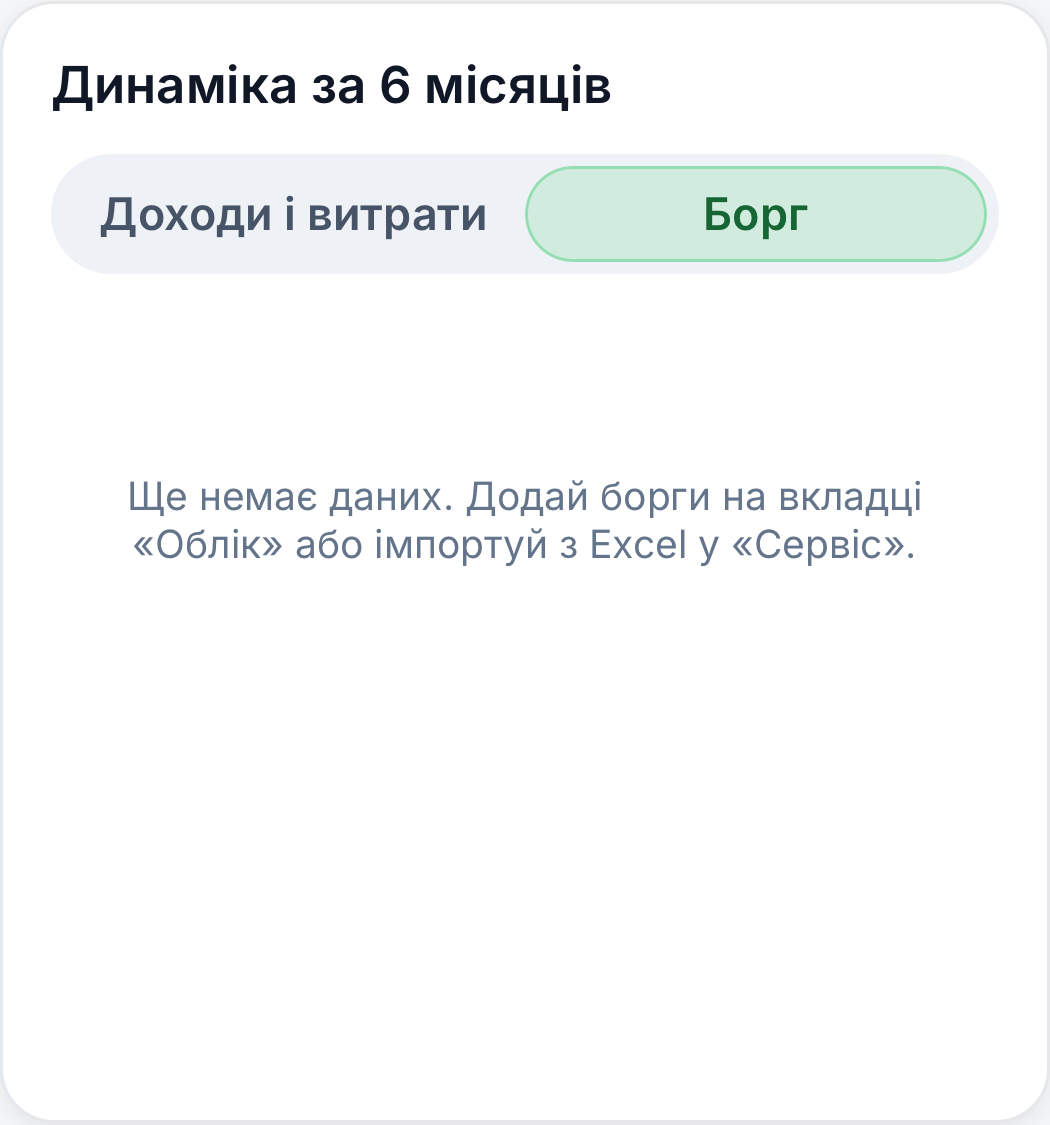 Динаміка за 6 місяців
Доходи і витрати
Борг
Ще немає даних. Додай борги на вкладці
«Облік» або імпортуй з Excel у «Сервіс».